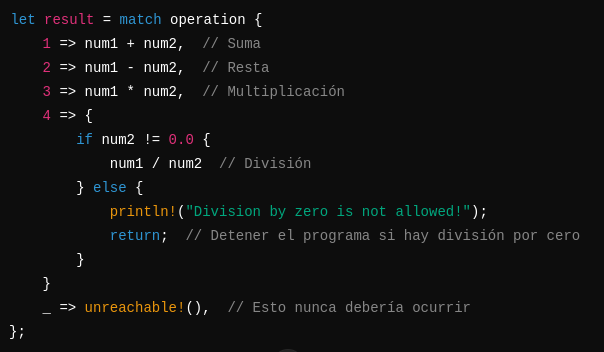 let result = match operation {
    1 => num1 + num2,  // Suma
    2 => num1 - num2,  // Resta
    3 => num1 * num2,  // Multiplicación
    4 => {
        if num2 != 0.0 {
            num1 / num2  // División
        } else {
            println!("Division by zero is not allowed!");
            return;  // Detener el programa si hay división por cero
        }
    }
    _ => unreachable!(),  // Esto nunca debería ocurrir
};